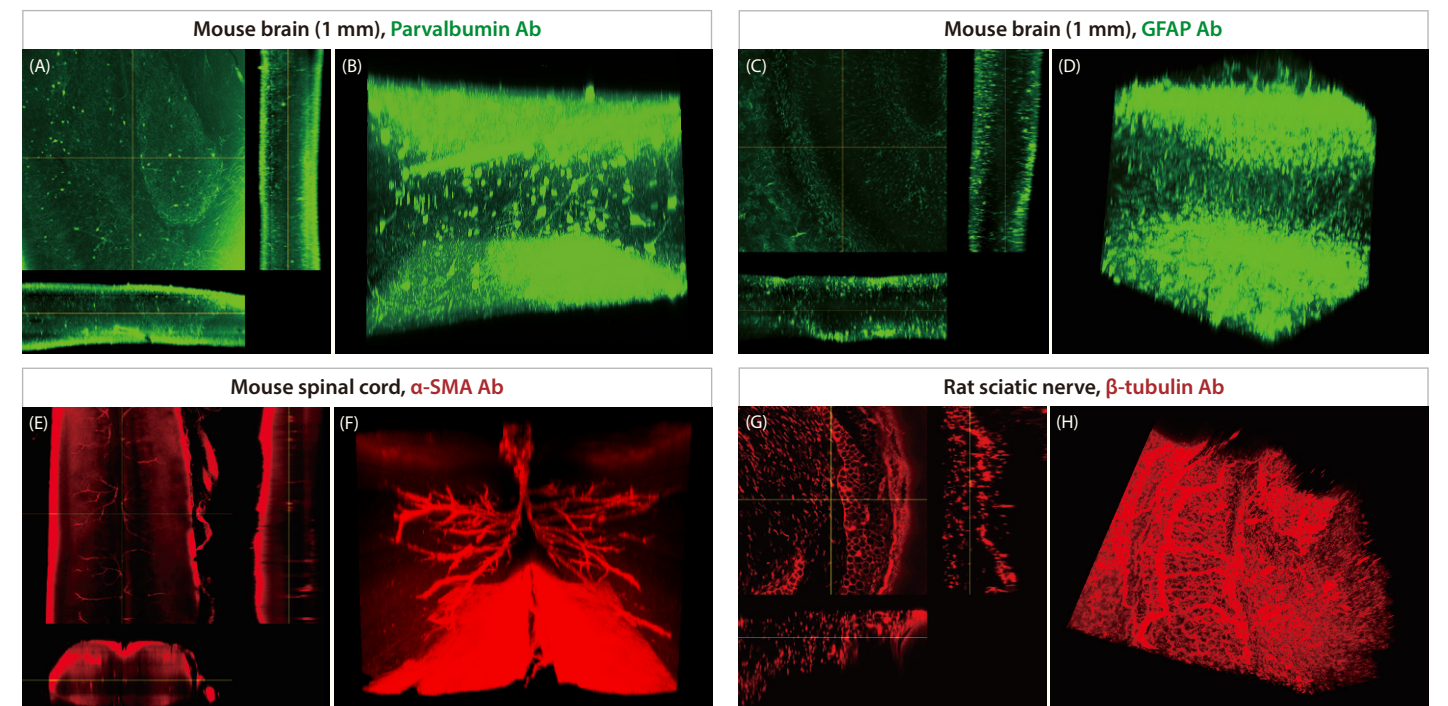 Mouse brain (1 mm), Parvalbumin Ab
(A)
(B)
Mouse brain (1 mm), GFAP Ab
(C)
(D)
Mouse spinal cord, α-SMA Ab
(E)
(F)
Rat sciatic nerve, β-tubulin Ab
(G)
(H)